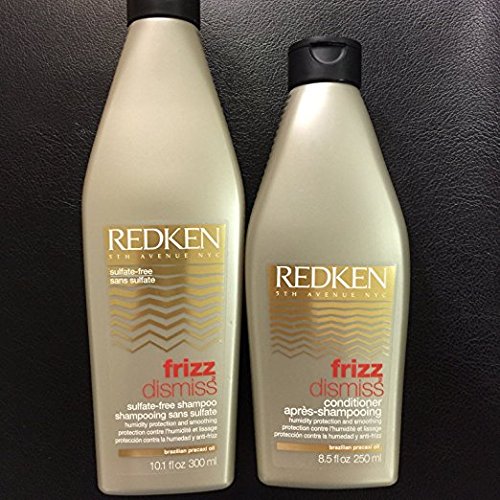 REDKEN
5TH AVENUE NYC
sulfate-free
sans sulfate
frizz
dismiss
sulfate-free shampoo
shampooing sans sulfate
humidity protection and smoothing
protection contre l'humidité et lissage
protección contra la humedad y anti-frizz
brazilian pracaxi oil
10.1 fl oz 300 ml
REDKEN
5TH AVENUE NYC
frizz
dismiss
conditioner
après-shampooing
humidity protection and smoothing
protection contre l'humidité et lissage
protección contra la humedad y anti-frizz
brazilian pracaxi oil
8.5 fl oz 250 ml